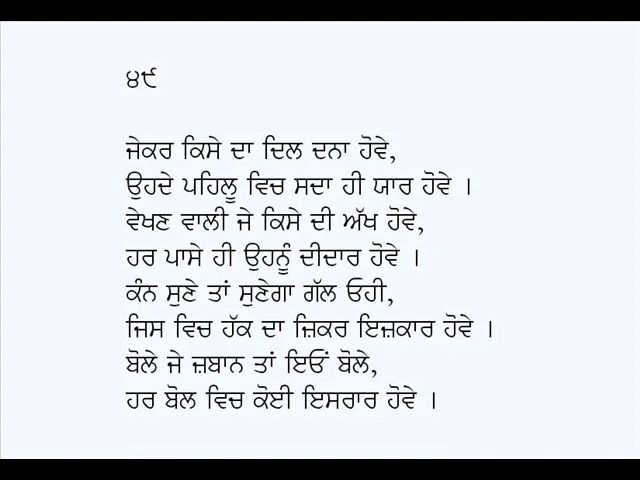 ੪੯
ਜੇਕਰ ਕਿਸੇ ਦਾ ਦਿਲ ਦਨਾ ਹੋਵੇ,
ਉਹਦੇ ਪਹਿਲੂ ਵਿਚ ਸਦਾ ਹੀ ਯਾਰ ਹੋਵੇ ।
ਵੇਖਣ ਵਾਲੀ ਜੇ ਕਿਸੇ ਦੀ ਅੱਖ ਹੋਵੇ,
ਹਰ ਪਾਸੇ ਹੀ ਉਹਨੂੰ ਦੀਦਾਰ ਹੋਵੇ ।
ਕੰਨ ਸੁਣੇ ਤਾਂ ਸੁਣੇਗਾ ਗੱਲ ਓਹੀ,
ਜਿਸ ਵਿਚ ਹੱਕ ਦਾ ਜ਼ਿਕਰ ਇਜ਼ਕਾਰ ਹੋਵੇ ।
ਬੋਲੇ ਜੇ ਜ਼ਬਾਨ ਤਾਂ ਇਓਂ ਬੋਲੇ,
ਹਰ ਬੋਲ ਵਿਚ ਕੋਈ ਇਸਰਾਰ ਹੋਵੇ ।